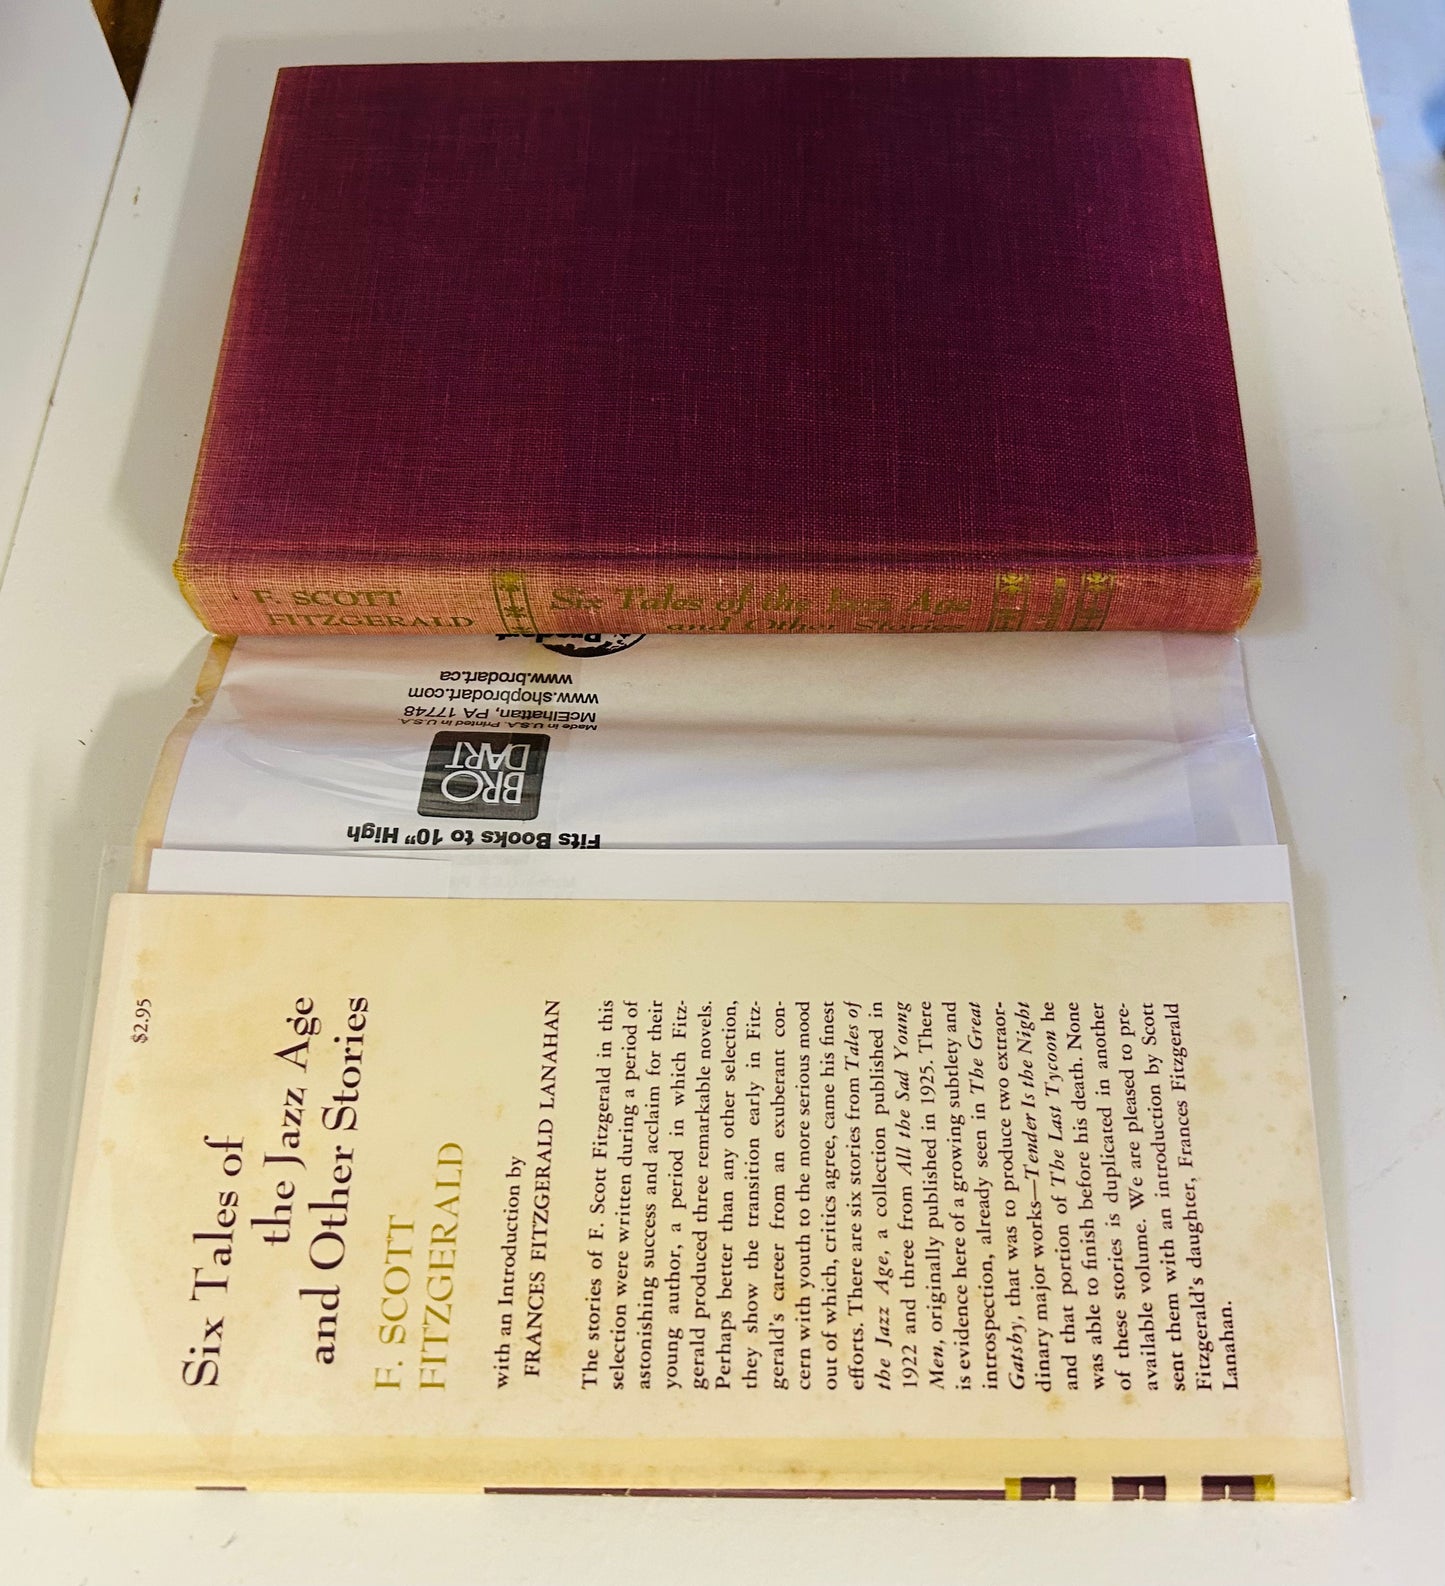 F. SCOTT
FITZGERALD
Six Tales of the Jazz Age
and Other Stories
Brodart
www.brodart.ca
www.shopbrodart.com
McElhattan, PA 17748
Made in U.S.A. Printed in U.S.A.
BRO
DART
Fits Books to 10" High
$2.95
Six Tales of
the Jazz Age
and Other Stories
F. SCOTT
FITZGERALD
with an Introduction by
FRANCES FITZGERALD LANAHAN
The stories of F. Scott Fitzgerald in this
selection were written during a period of
astonishing success and acclaim for their
young author, a period in which Fitz-
gerald produced three remarkable novels.
Perhaps better than any other selection,
they show the transition early in Fitz-
gerald's career from an exuberant con-
cern with youth to the more serious mood
out of which, critics agree, came his finest
efforts. There are six stories from Tales of
the Jazz Age, a collection published in
1922 and three from All the Sad Young
Men, originally published in 1925. There
is evidence here of a growing subtlety and
introspection, already seen in The Great
Gatsby, that was to produce two extraor-
dinary major works—Tender Is the Night
and that portion of The Last Tycoon he
was able to finish before his death. None
of these stories is duplicated in another
available volume. We are pleased to pre-
sent them with an introduction by Scott
Fitzgerald's daughter, Frances Fitzgerald
Lanahan.